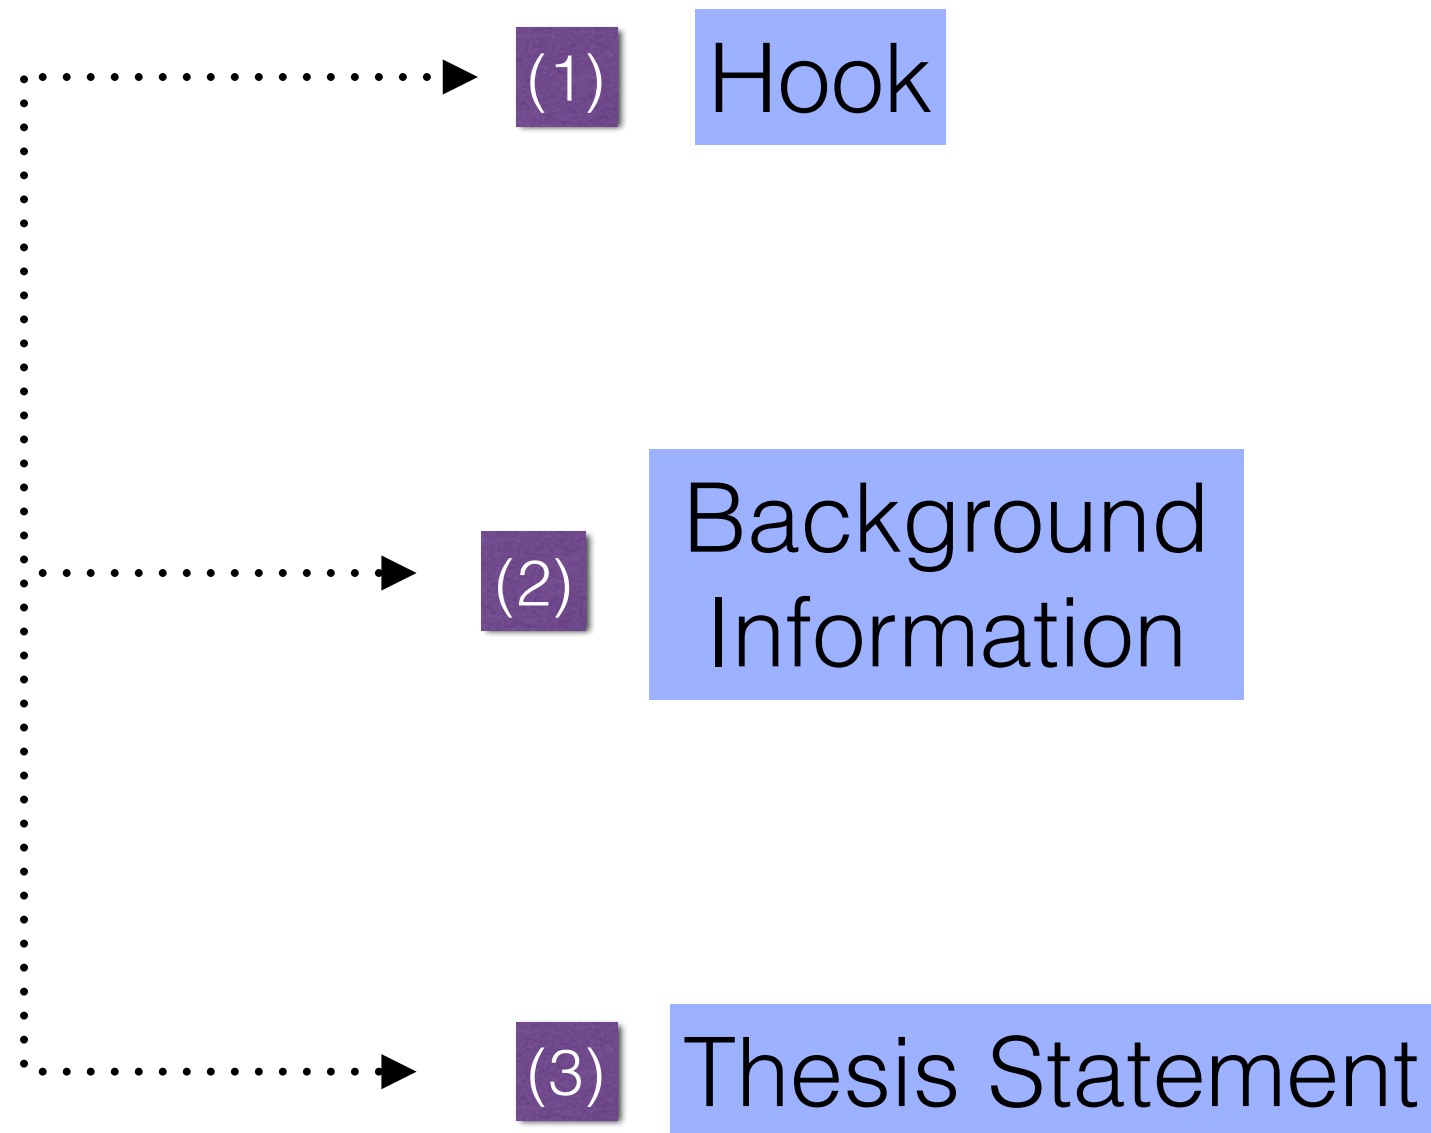 (1) Hook
(2) Background
Information
(3) Thesis Statement